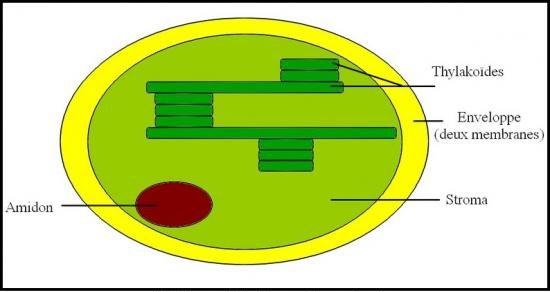 Thylakoïdes
Enveloppe
(deux membranes)
Amidon
Stroma